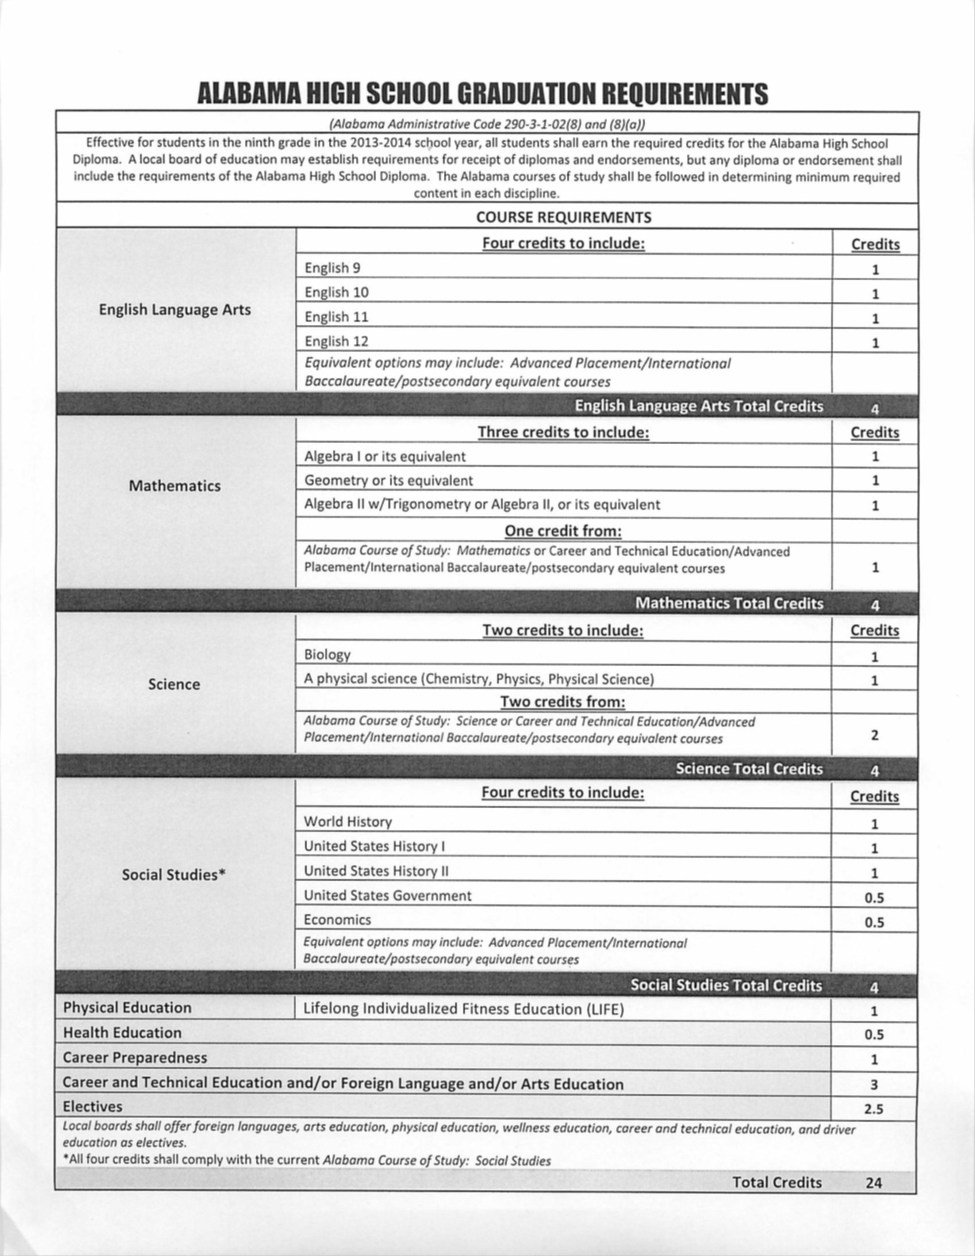 ALABAMA HIGH SCHOOL GRADUATION REQUIREMENTS
(Alabama Administrative Code 290-3-1-02(8) and (8)(a))
Effective for students in the ninth grade in the 2013-2014 school year, all students shall earn the required credits for the Alabama High School
Diploma. A local board of education may establish requirements for receipt of diplomas and endorsements, but any diploma or endorsement shall
include the requirements of the Alabama High School Diploma. The Alabama courses of study shall be followed in determining minimum required
content in each discipline.
COURSE REQUIREMENTS
Four credits to include: Credits
English 9 1
English 10 1
English Language Arts
English 11 1
English 12 1
Equivalent options may include: Advanced Placement/International
Baccalaureate/postsecondary equivalent courses
English Language Arts Total Credits 4
Three credits to include: Credits
Algebra I or its equivalent 1
Mathematics
Geometry or its equivalent 1
Algebra II w/Trigonometry or Algebra II, or its equivalent 1
One credit from:
Alabama Course of Study: Mathematics or Career and Technical Education/Advanced
Placement/International Baccalaureate/postsecondary equivalent courses 1
Mathematics Total Credits 4
Two credits to include: Credits
Biology 1
Science
A physical science (Chemistry, Physics, Physical Science) 1
Two credits from:
Alabama Course of Study: Science or Career and Technical Education/Advanced
Placement/International Baccalaureate/postsecondary equivalent courses 2
Science Total Credits 4
Four credits to include: Credits
World History 1
United States History I 1
Social Studies*
United States History II 1
United States Government 0.5
Economics 0.5
Equivalent options may include: Advanced Placement/International
Baccalaureate/postsecondary equivalent courses
Social Studies Total Credits 4
Physical Education Lifelong Individualized Fitness Education (LIFE) 1
Health Education 0.5
Career Preparedness 1
Career and Technical Education and/or Foreign Language and/or Arts Education 3
Electives 2.5
Local boards shall offer foreign languages, arts education, physical education, wellness education, career and technical education, and driver
education as electives.
*All four credits shall comply with the current Alabama Course of Study: Social Studies
Total Credits 24